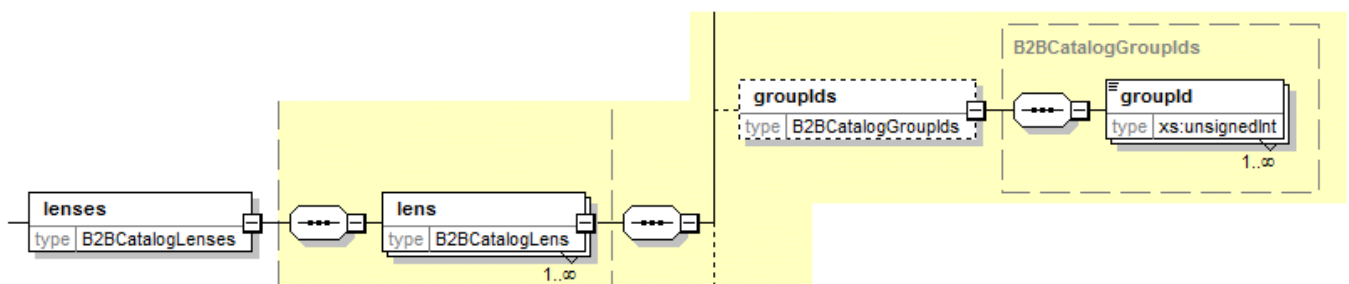 B2BCatalogGroupIds
groupIds
type B2BCatalogGroupIds
groupId
type xs:unsignedInt
1..∞
lenses
type B2BCatalogLenses
lens
type B2BCatalogLens
1..∞